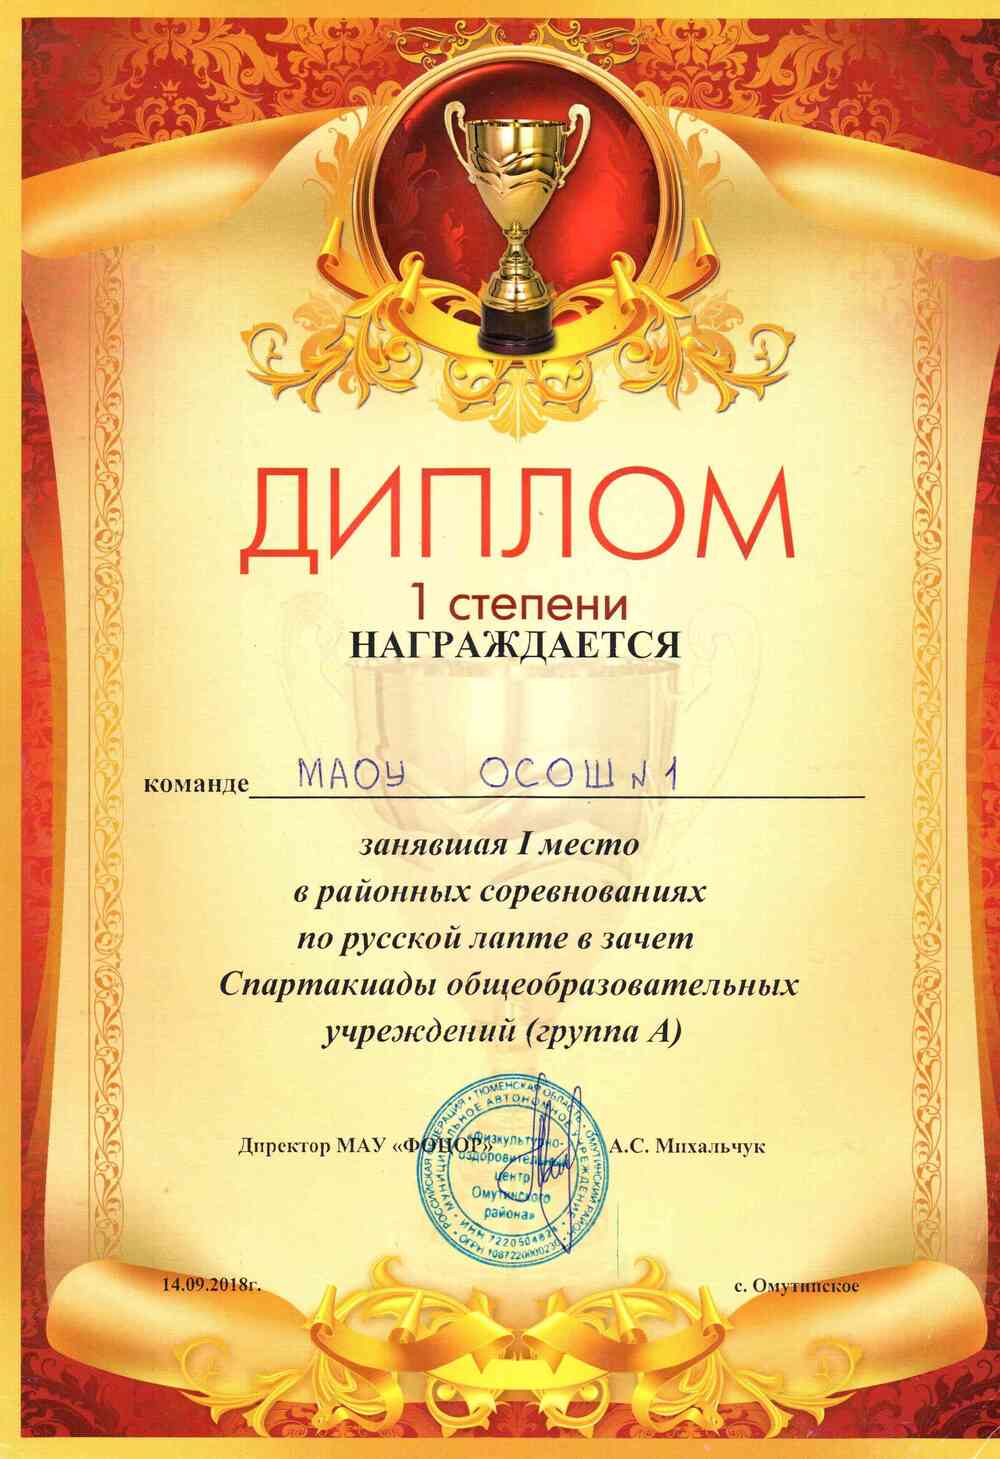 ДИПЛОМ
1 степени
НАГРАЖДАЕТСЯ
команде МАОУ ОСОШ №1
занявшая I место
в районных соревнованиях
по русской лапте в зачет
Спартакиады общеобразовательных
учреждений (группа А)
Директор МАУ «ФОЦОР» А.С. Михальчук
РОССИЙСКАЯ ФЕДЕРАЦИЯ • ТЮМЕНСКАЯ ОБЛАСТЬ • ОМУТИНСКИЙ РАЙОН
МУНИЦИПАЛЬНОЕ АВТОНОМНОЕ УЧРЕЖДЕНИЕ
«Физкультурно-
оздоровительный
центр
Омутинского
района»
ИНН 7220504824
ОГРН 1087220000230
14.09.2018г. с. Омутинское